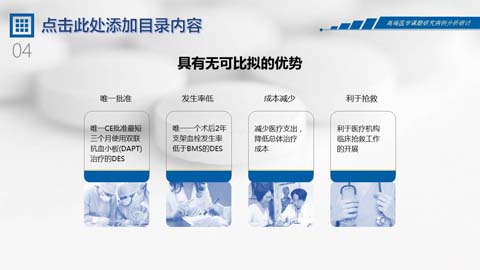 点击此处添加目录内容
高端医学课题研究病例分析研讨
04
具有无可比拟的优势
唯一批准
发生率低
成本减少
利于抢救
唯一CE批准最短
三个月使用双联
抗血小板(DAPT)
治疗的DES
唯一一个术后2年
支架血栓发生率
低于BMS的DES
减少医疗支出，
降低总体治疗
成本
利于医疗机构
临床抢救工作
的开展